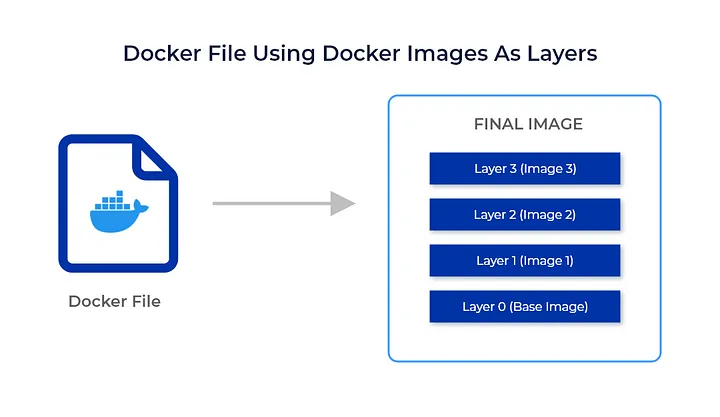 Docker File Using Docker Images As Layers
FINAL IMAGE
Layer 3 (Image 3)
Layer 2 (Image 2)
Layer 1 (Image 1)
Layer 0 (Base Image)
Docker File